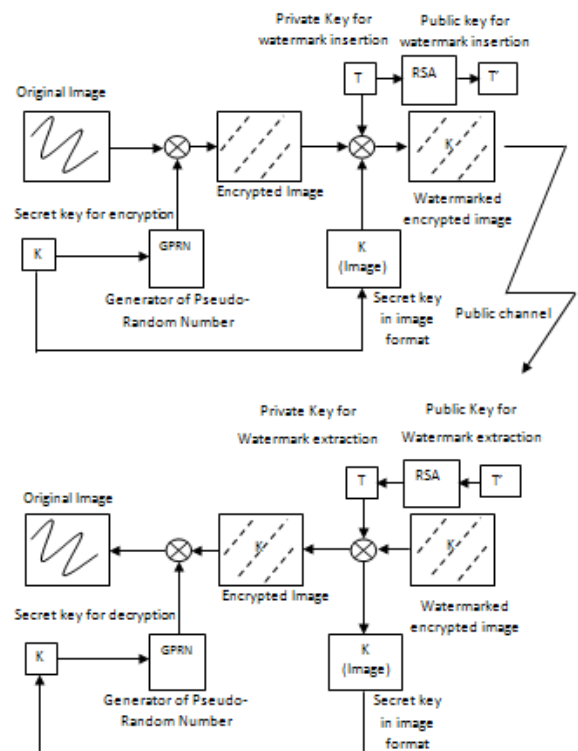 Private Key for
watermark insertion
Public key for
watermark insertion
T
RSA
T'
Original Image
K
Encrypted Image
Watermarked
encrypted image
Secret key for encryption
K
GPRN
K
(Image)
Generator of Pseudo-
Random Number
Secret key
in image
format
Public channel
Private Key for
Watermark extraction
Public Key for
Watermark extraction
T
RSA
T'
Original Image
K
K
Encrypted Image
Watermarked
encrypted image
Secret key for decryption
K
GPRN
K
(Image)
Generator of Pseudo-
Random Number
Secret key
in image
format